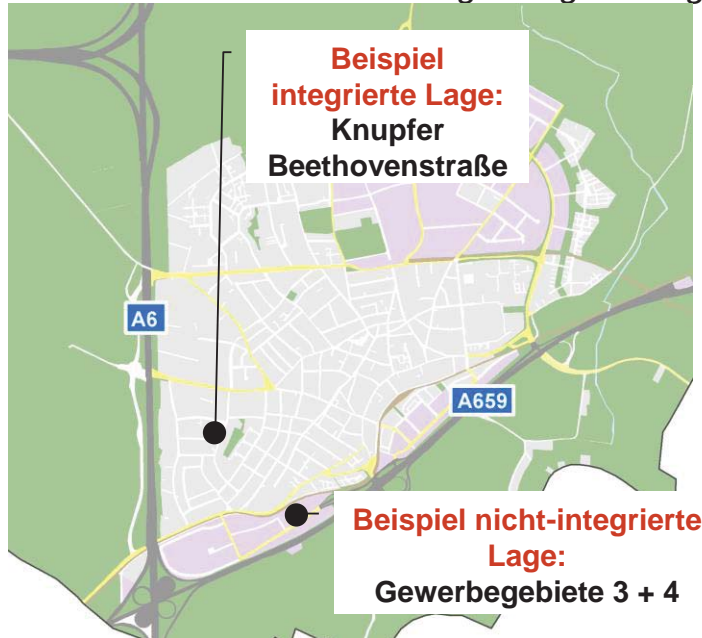 Beispiel
integrierte Lage:
Knupfer
Beethovenstraße
A6
A659
Beispiel nicht-integrierte
Lage:
Gewerbegebiete 3 + 4